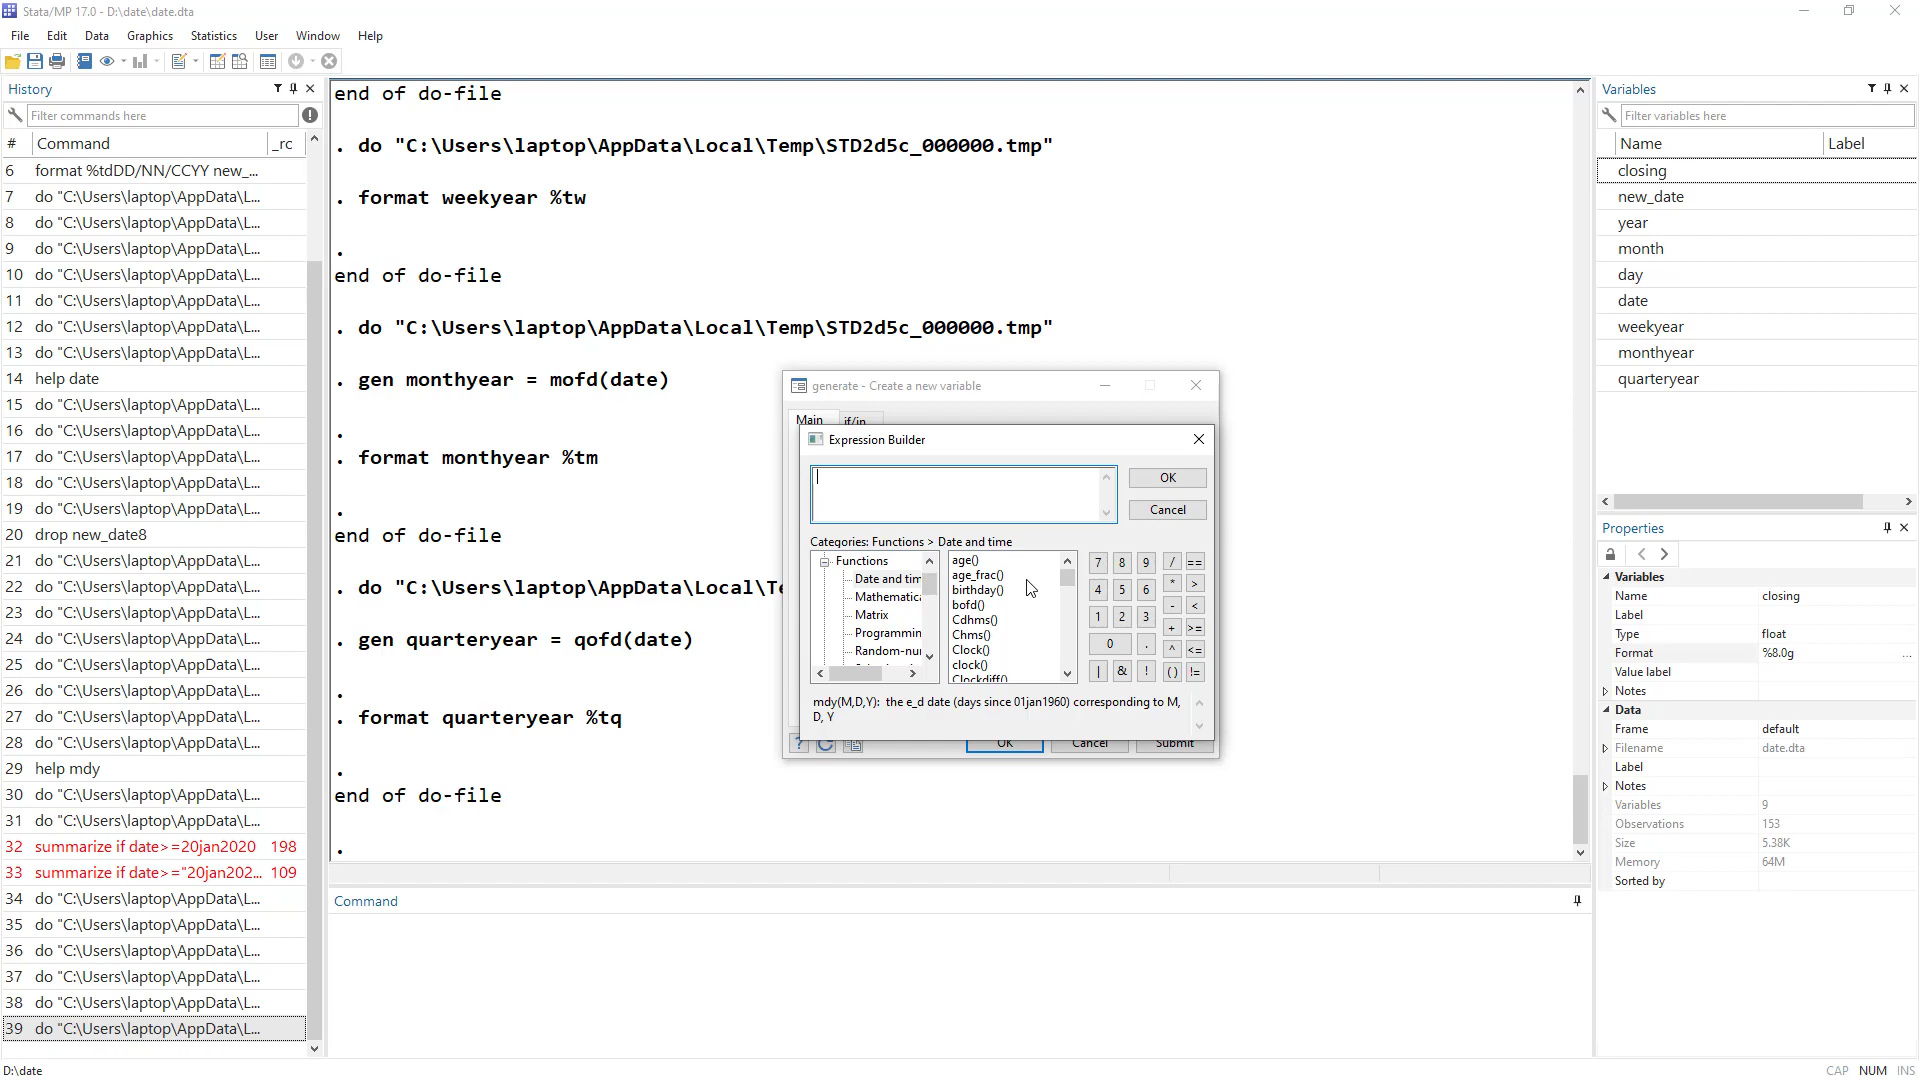 Stata/MP 17.0 - D:\date\date.dta
File Edit Data Graphics Statistics User Window Help
History
Filter commands here
# Command _rc
6 format %tdDD/NN/CCYY new_...
7 do "C:\Users\laptop\AppData\L...
8 do "C:\Users\laptop\AppData\L...
9 do "C:\Users\laptop\AppData\L...
10 do "C:\Users\laptop\AppData\L...
11 do "C:\Users\laptop\AppData\L...
12 do "C:\Users\laptop\AppData\L...
13 do "C:\Users\laptop\AppData\L...
14 help date
15 do "C:\Users\laptop\AppData\L...
16 do "C:\Users\laptop\AppData\L...
17 do "C:\Users\laptop\AppData\L...
18 do "C:\Users\laptop\AppData\L...
19 do "C:\Users\laptop\AppData\L...
20 drop new_date8
21 do "C:\Users\laptop\AppData\L...
22 do "C:\Users\laptop\AppData\L...
23 do "C:\Users\laptop\AppData\L...
24 do "C:\Users\laptop\AppData\L...
25 do "C:\Users\laptop\AppData\L...
26 do "C:\Users\laptop\AppData\L...
27 do "C:\Users\laptop\AppData\L...
28 do "C:\Users\laptop\AppData\L...
29 help mdy
30 do "C:\Users\laptop\AppData\L...
31 do "C:\Users\laptop\AppData\L...
32 summarize if date>=20jan2020 198
33 summarize if date>="20jan202... 109
34 do "C:\Users\laptop\AppData\L...
35 do "C:\Users\laptop\AppData\L...
36 do "C:\Users\laptop\AppData\L...
37 do "C:\Users\laptop\AppData\L...
38 do "C:\Users\laptop\AppData\L...
39 do "C:\Users\laptop\AppData\L...
end of do-file
. do "C:\Users\laptop\AppData\Local\Temp\STD2d5c_000000.tmp"
. format weekyear %tw
.
end of do-file
. do "C:\Users\laptop\AppData\Local\Temp\STD2d5c_000000.tmp"
. gen monthyear = mofd(date)
.
. format monthyear %tm
.
end of do-file
. do "C:\Users\laptop\AppData\Local\T
. gen quarteryear = qofd(date)
.
. format quarteryear %tq
.
end of do-file
.
Command
generate - Create a new variable
Main if/in
Expression Builder
OK
Cancel
Categories: Functions > Date and time
Functions
Date and tim
Mathematica
Matrix
Programmin
Random-nu
age()
age_frac()
birthday()
bofd()
Cdhms()
Chms()
Clock()
clock()
Clockdiff()
7 8 9 / ==
4 5 6 * >
1 2 3 - <
0 . + >=
^ <=
| & ! () !=
mdy(M,D,Y): the e_d date (days since 01jan1960) corresponding to M,
D, Y
? OK Cancel Submit
Variables
Filter variables here
Name Label
closing
new_date
year
month
day
date
weekyear
monthyear
quarteryear
Properties
Variables
Name closing
Label
Type float
Format %8.0g ...
Value label
Notes
Data
Frame default
Filename date.dta
Label
Notes
Variables 9
Observations 153
Size 5.38K
Memory 64M
Sorted by
D:\date
CAP NUM INS